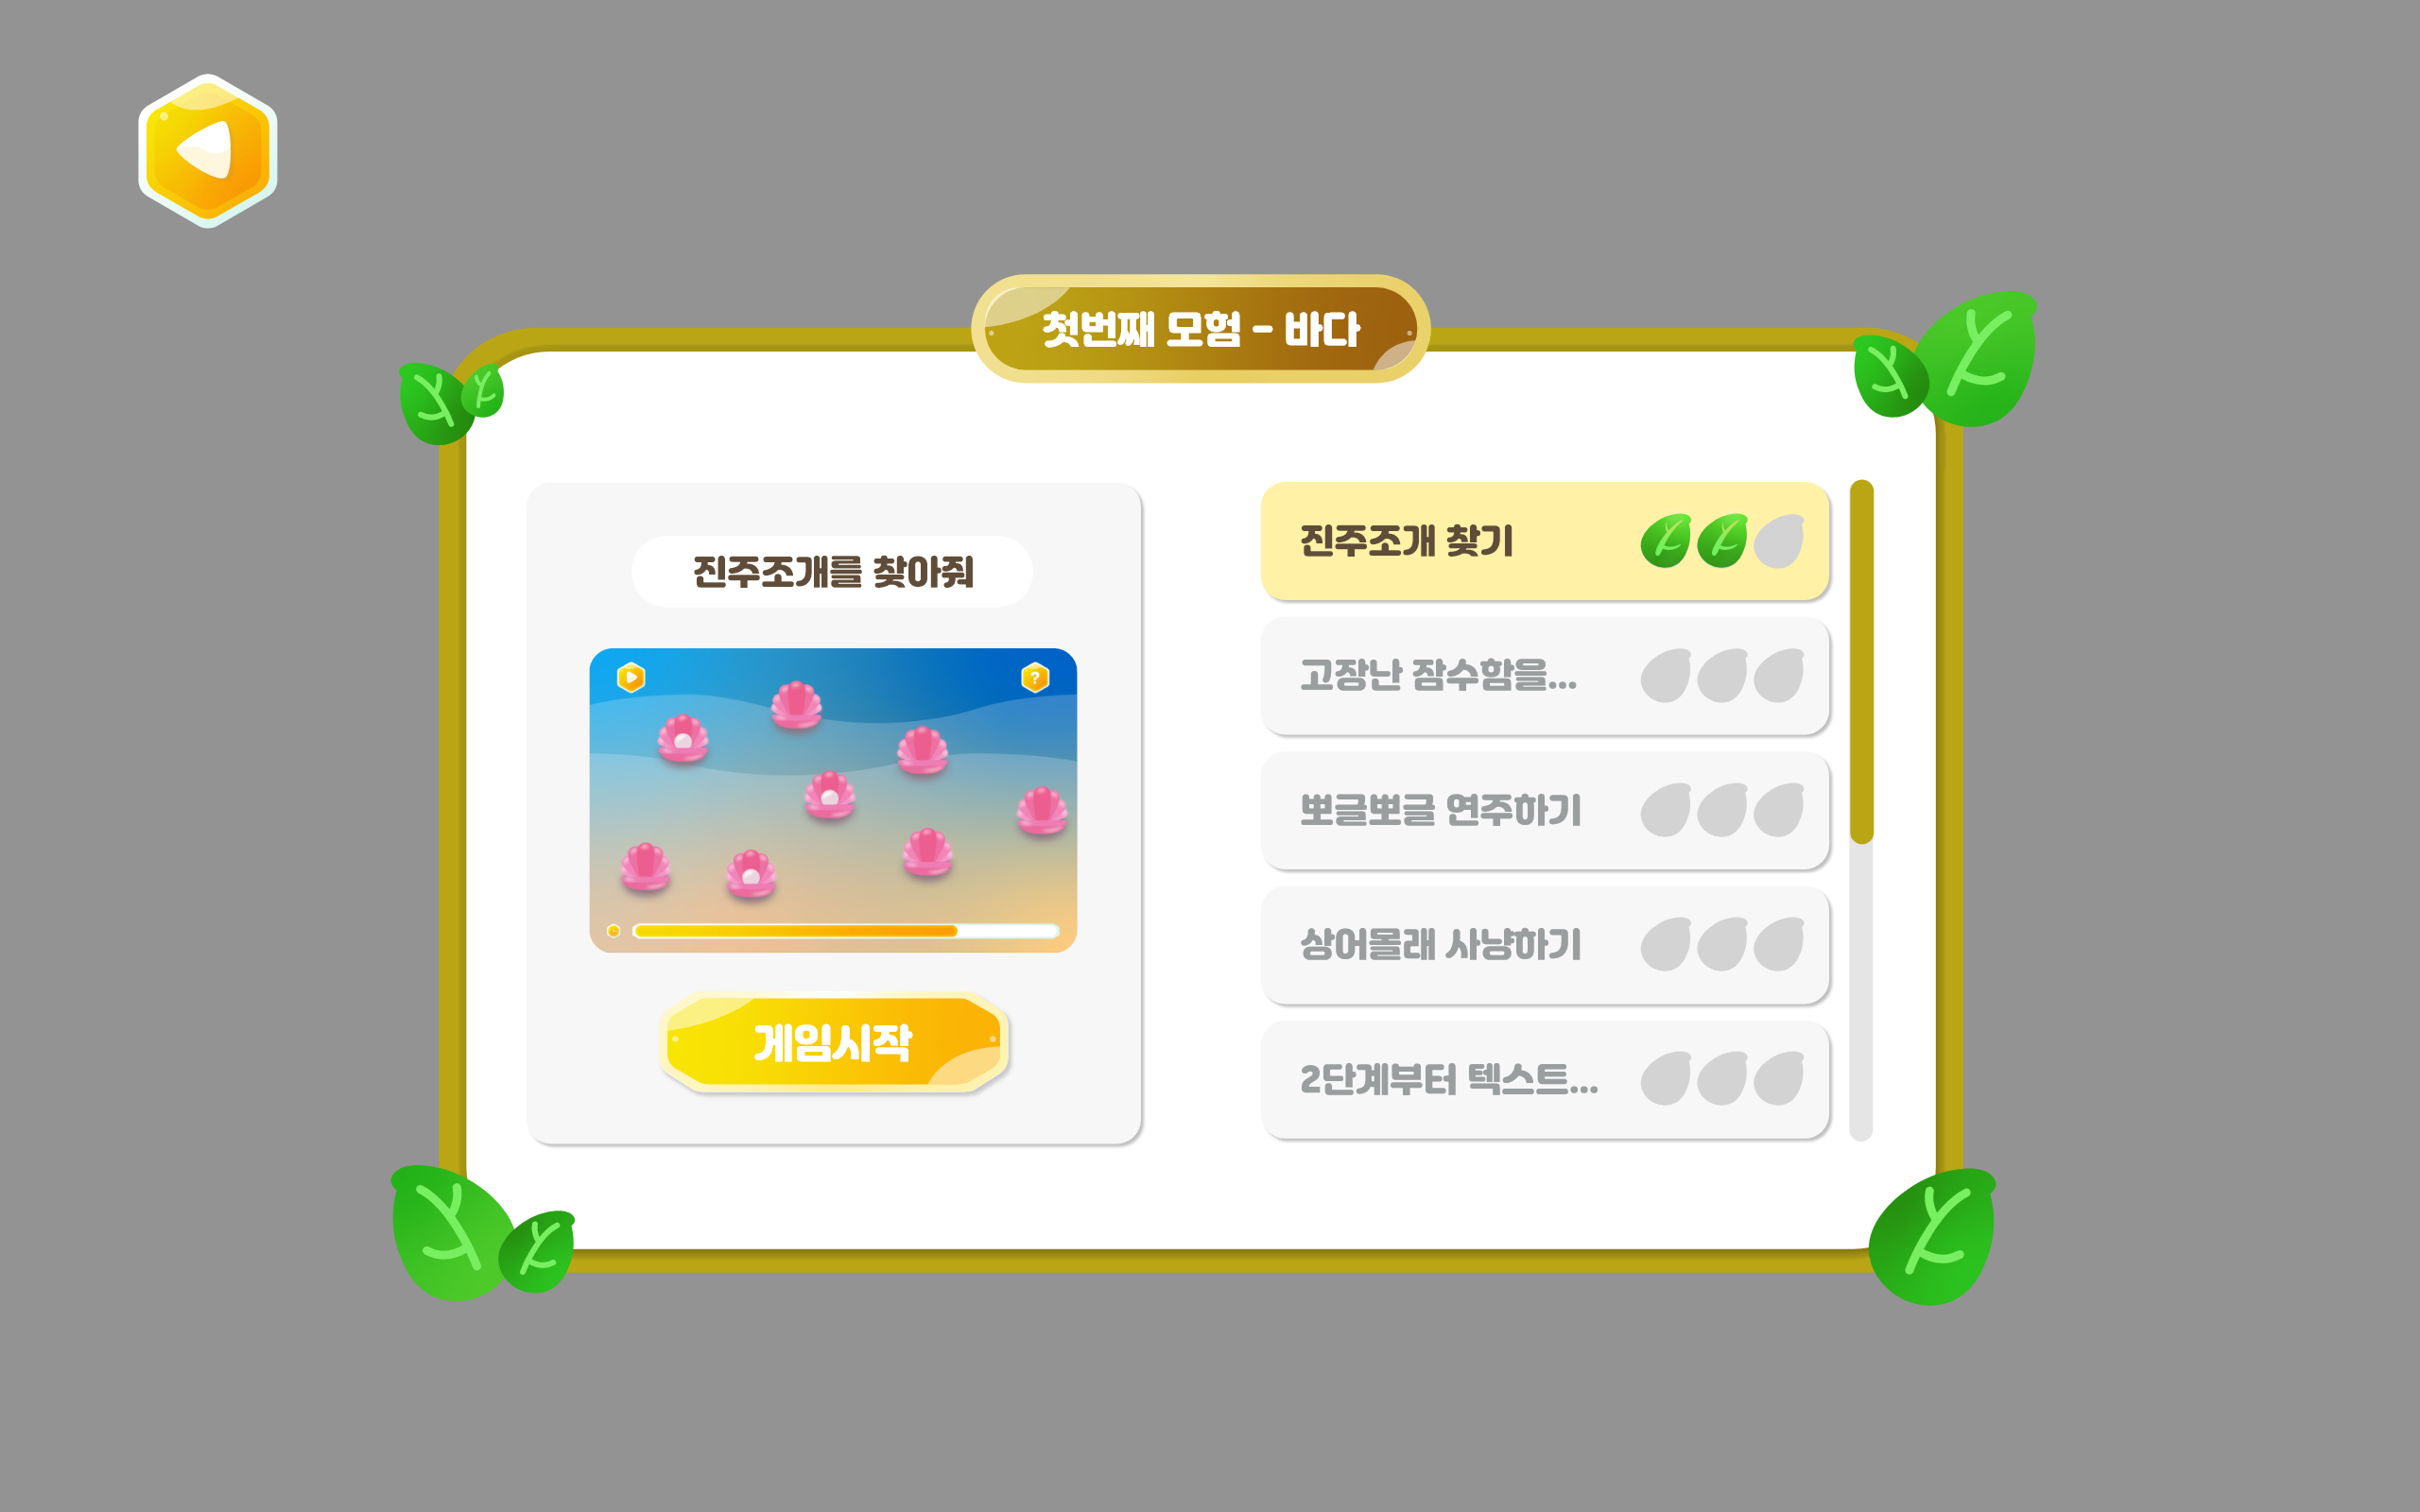 첫번째 모험 - 바다
진주조개를 찾아줘
?
게임시작
진주조개 찾기
고장난 잠수함을...
뽀글뽀글 연주하기
상어몰래 사냥하기
2단계부터 텍스트...